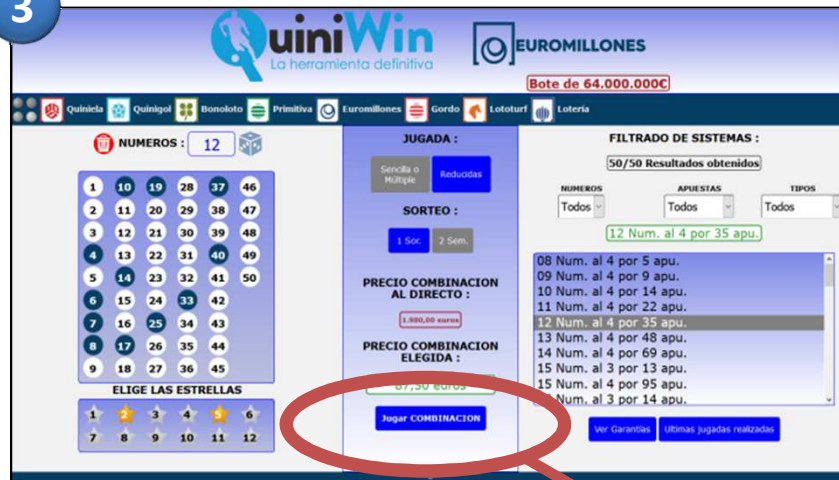 3
QuiniWin
La herramienta definitiva
EUROMILLONES
Bote de 64.000.000€
Quiniela Quinigol Bonoloto Primitiva Euromillones Gordo Lototurf Lotería
NUMEROS : 12
1 10 19 28 37 46
2 11 20 29 38 47
3 12 21 30 39 48
4 13 22 31 40 49
5 14 23 32 41 50
6 15 24 33 42
7 16 25 34 43
8 17 26 35 44
9 18 27 36 45
ELIGE LAS ESTRELLAS
1 2 3 4 5 6
7 8 9 10 11 12
JUGADA :
Sencilla o Múltiple Reducidas
SORTEO :
1 Sor. 2 Sem.
PRECIO COMBINACION
AL DIRECTO :
1.980,00 euros
PRECIO COMBINACION
ELEGIDA :
87,50 euros
Jugar COMBINACION
FILTRADO DE SISTEMAS :
50/50 Resultados obtenidos
NUMEROS APUESTAS TIPOS
Todos Todos Todos
12 Num. al 4 por 35 apu.
08 Num. al 4 por 5 apu.
09 Num. al 4 por 9 apu.
10 Num. al 4 por 14 apu.
11 Num. al 4 por 22 apu.
12 Num. al 4 por 35 apu.
13 Num. al 4 por 48 apu.
14 Num. al 4 por 69 apu.
15 Num. al 3 por 13 apu.
15 Num. al 4 por 95 apu.
Num. al 3 por 14 apu.
Ver Garantías Ultimas jugadas realizadas